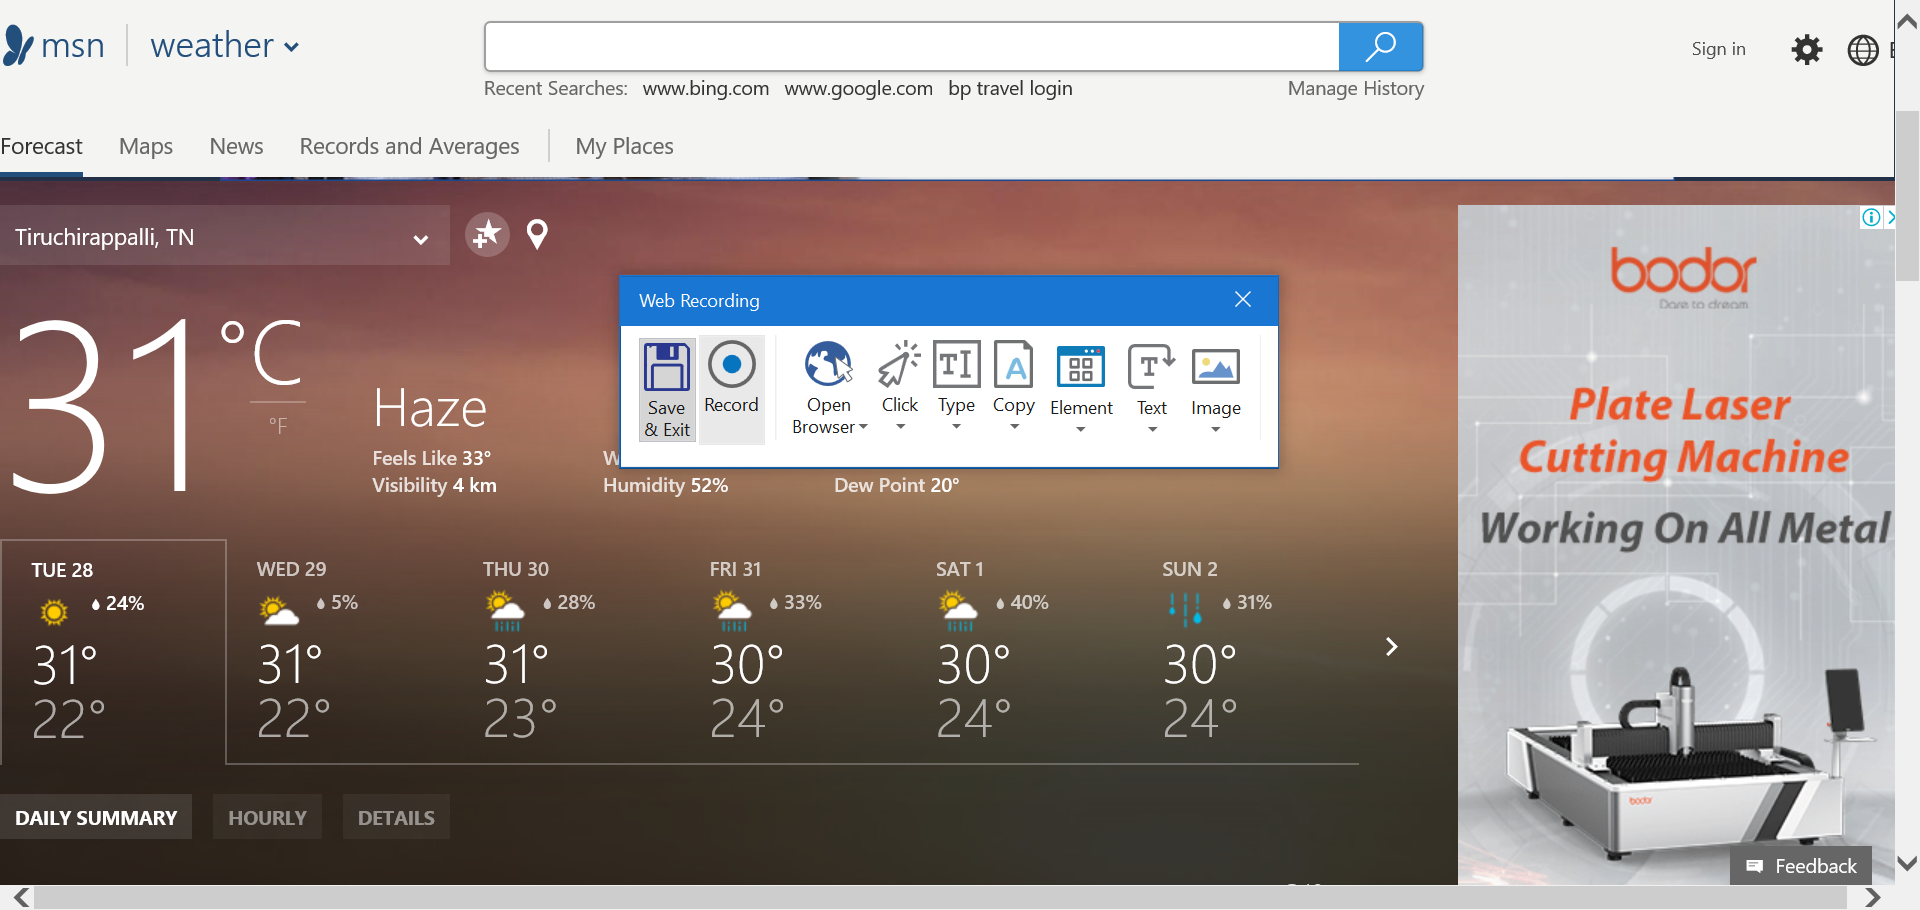 msn weather
Sign in
Recent Searches: www.bing.com www.google.com bp travel login Manage History
Forecast Maps News Records and Averages My Places
Tiruchirappalli, TN
31°C
°F
Haze
Feels Like 33°
Visibility 4 km
Humidity 52%
Dew Point 20°
Web Recording
Save & Exit
Record
Open Browser
Click
Type
Copy
Element
Text
Image
TUE 28
24%
31°
22°
WED 29
5%
31°
22°
THU 30
28%
31°
23°
FRI 31
33%
30°
24°
SAT 1
40%
30°
24°
SUN 2
31%
30°
24°
DAILY SUMMARY HOURLY DETAILS
bodor
Dare to dream
Plate Laser
Cutting Machine
Working On All Metal
bodor
Feedback